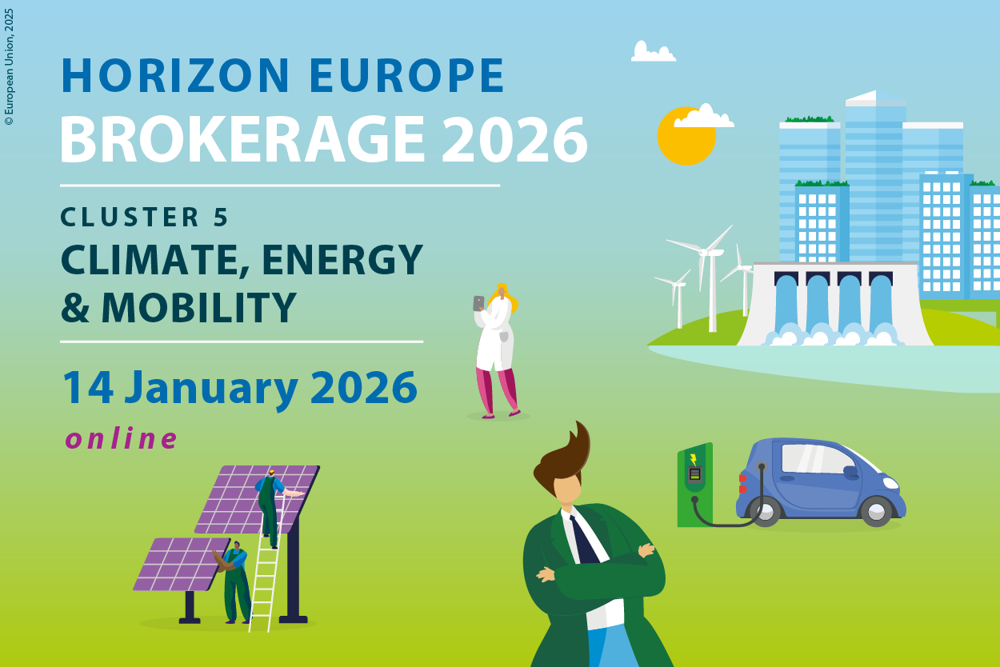 © European Union, 2025
HORIZON EUROPE
BROKERAGE 2026
CLUSTER 5
CLIMATE, ENERGY
& MOBILITY
14 January 2026
online